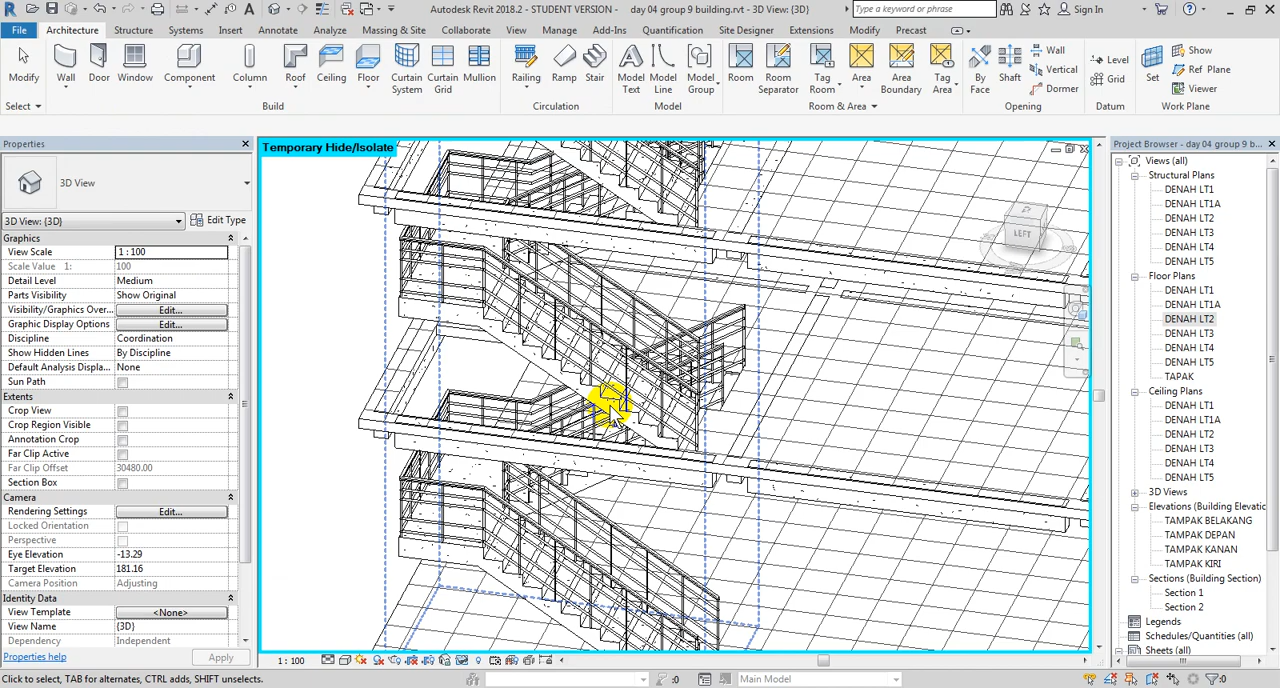 Autodesk Revit 2018.2 - STUDENT VERSION - day 04 group 9 building.rvt - 3D View: {3D}
Type a keyword or phrase
Sign In
File Architecture Structure Systems Insert Annotate Analyze Massing & Site Collaborate View Manage Add-Ins Quantification Site Designer Extensions Modify Precast
Modify Wall Door Window Component Column Roof Ceiling Floor Curtain System Curtain Grid Mullion Railing Ramp Stair Model Text Model Line Model Group Room Room Separator Tag Room Area Area Boundary Tag Area By Face Shaft Wall Vertical Dormer Level Grid Set Show Ref Plane Viewer
Select Build Circulation Model Room & Area Opening Datum Work Plane
Properties
3D View
3D View: {3D}
Edit Type
Graphics
View Scale 1 : 100
Scale Value 1: 100
Detail Level Medium
Parts Visibility Show Original
Visibility/Graphics Over... Edit...
Graphic Display Options Edit...
Discipline Coordination
Show Hidden Lines By Discipline
Default Analysis Displa... None
Sun Path
Extents
Crop View
Crop Region Visible
Annotation Crop
Far Clip Active
Far Clip Offset 30480.00
Section Box
Camera
Rendering Settings Edit...
Locked Orientation
Perspective
Eye Elevation -13.29
Target Elevation 181.16
Camera Position Adjusting
Identity Data
View Template <None>
View Name {3D}
Dependency Independent
Properties help
Apply
Temporary Hide/Isolate
LEFT
1 : 100
Project Browser - day 04 group 9 b...
Views (all)
Structural Plans
DENAH LT1
DENAH LT1A
DENAH LT2
DENAH LT3
DENAH LT4
DENAH LT5
Floor Plans
DENAH LT1
DENAH LT1A
DENAH LT2
DENAH LT3
DENAH LT4
DENAH LT5
TAPAK
Ceiling Plans
DENAH LT1
DENAH LT1A
DENAH LT2
DENAH LT3
DENAH LT4
DENAH LT5
3D Views
Elevations (Building Elevatio
TAMPAK BELAKANG
TAMPAK DEPAN
TAMPAK KANAN
TAMPAK KIRI
Sections (Building Section)
Section 1
Section 2
Legends
Schedules/Quantities (all)
Sheets (all)
Click to select, TAB for alternates, CTRL adds, SHIFT unselects.
:0
Main Model
:0